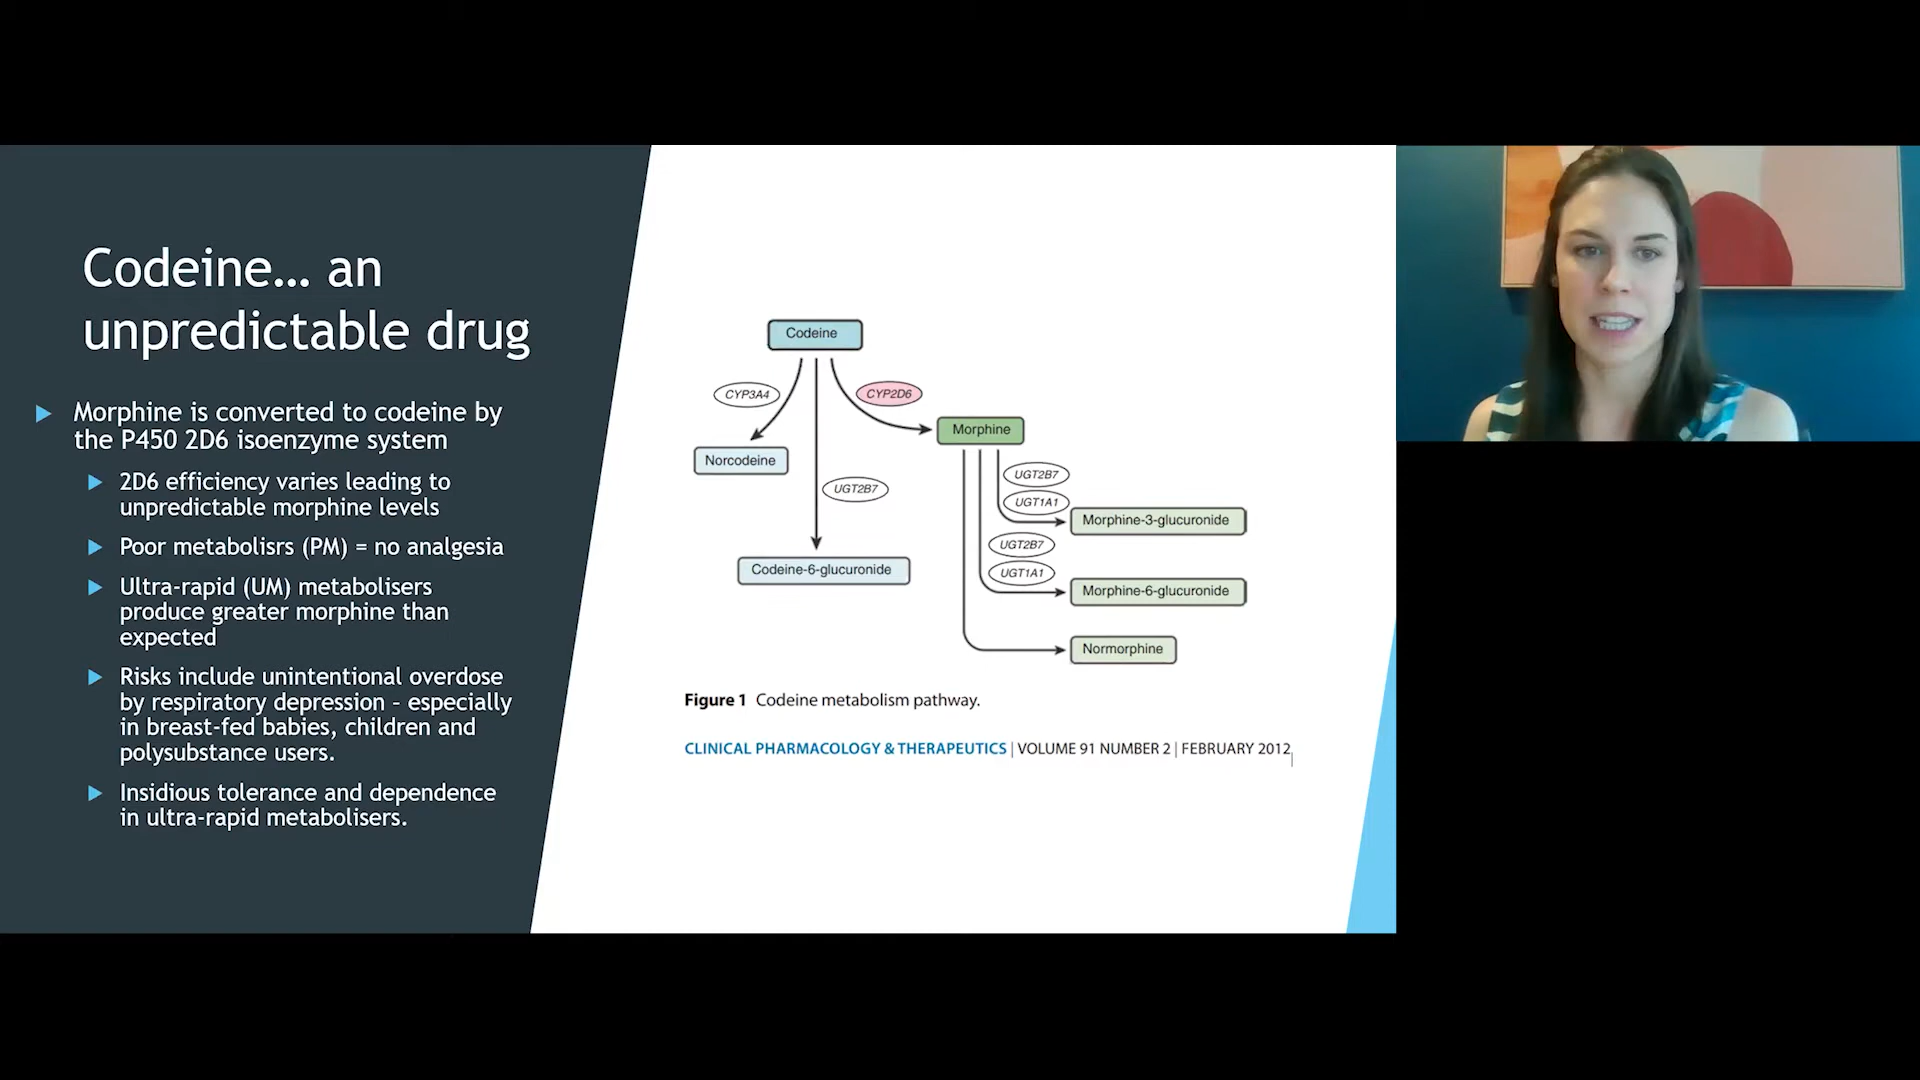 Codeine… an
unpredictable drug
Morphine is converted to codeine by
the P450 2D6 isoenzyme system
2D6 efficiency varies leading to
unpredictable morphine levels
Poor metabolisrs (PM) = no analgesia
Ultra-rapid (UM) metabolisers
produce greater morphine than
expected
Risks include unintentional overdose
by respiratory depression – especially
in breast-fed babies, children and
polysubstance users.
Insidious tolerance and dependence
in ultra-rapid metabolisers.
Codeine
CYP3A4
CYP2D6
Morphine
Norcodeine
UGT2B7
UGT2B7
UGT1A1
Morphine-3-glucuronide
UGT2B7
UGT1A1
Codeine-6-glucuronide
Morphine-6-glucuronide
Normorphine
Figure 1 Codeine metabolism pathway.
CLINICAL PHARMACOLOGY & THERAPEUTICS | VOLUME 91 NUMBER 2 | FEBRUARY 2012